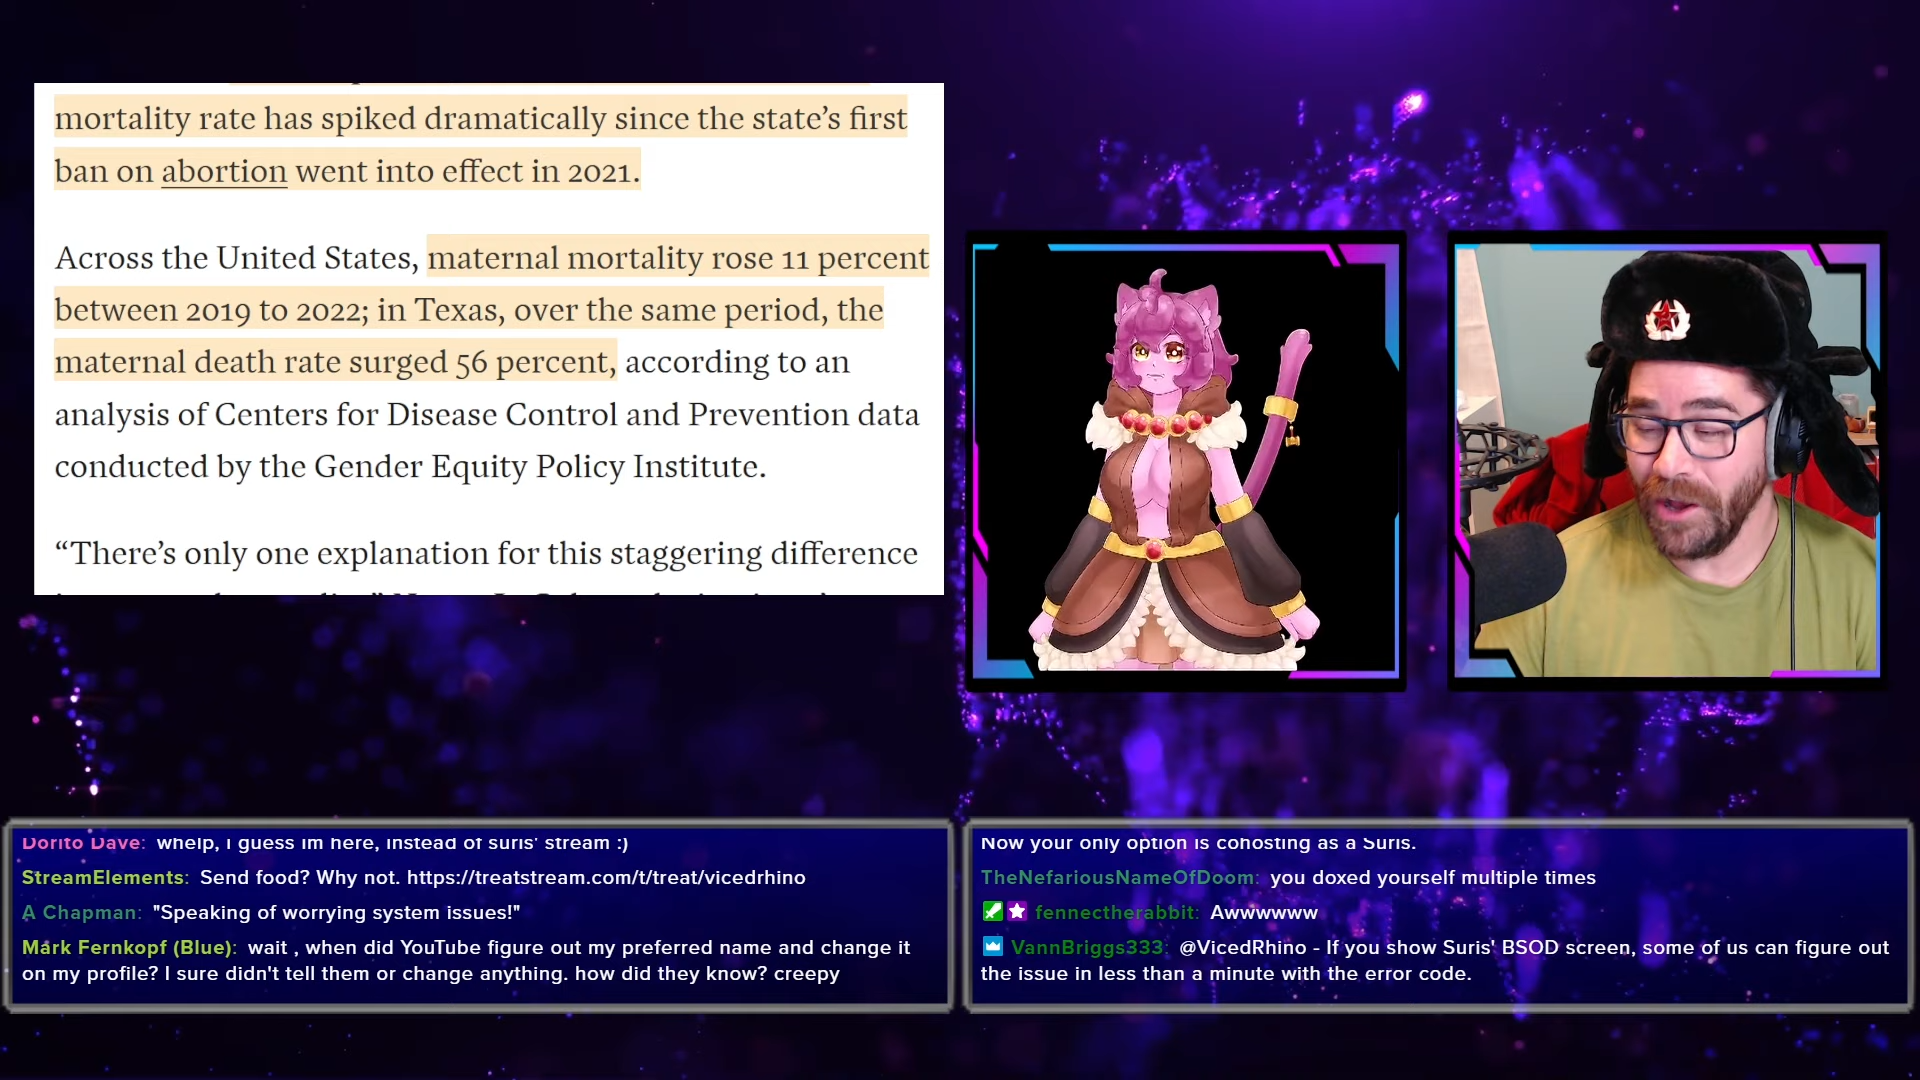 mortality rate has spiked dramatically since the state’s first
ban on abortion went into effect in 2021.
Across the United States, maternal mortality rose 11 percent
between 2019 to 2022; in Texas, over the same period, the
maternal death rate surged 56 percent, according to an
analysis of Centers for Disease Control and Prevention data
conducted by the Gender Equity Policy Institute.
“There’s only one explanation for this staggering difference
Dorito Dave: whelp, i guess im here, instead of suris' stream :)
StreamElements: Send food? Why not. https://treatstream.com/t/treat/vicedrhino
A Chapman: "Speaking of worrying system issues!"
Mark Fernkopf (Blue): wait , when did YouTube figure out my preferred name and change it
on my profile? I sure didn't tell them or change anything. how did they know? creepy
Now your only option is cohosting as a Suris.
TheNefariousNameOfDoom: you doxed yourself multiple times
fennectherabbit: Awwwwww
VannBriggs333: @VicedRhino - If you show Suris' BSOD screen, some of us can figure out
the issue in less than a minute with the error code.